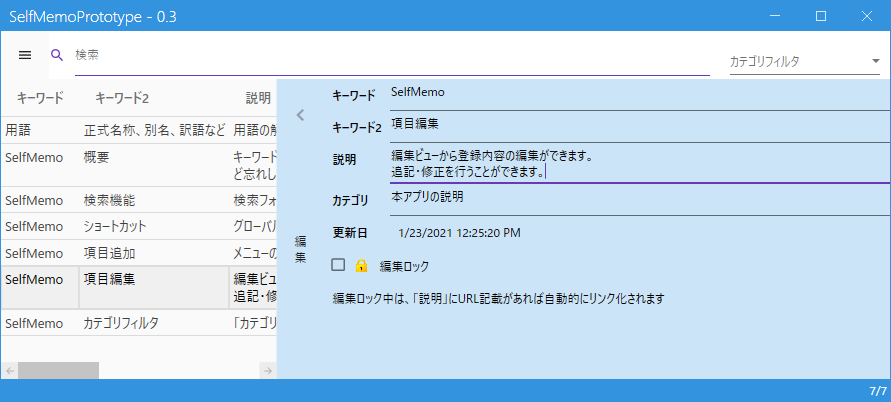 SelfMemoPrototype - 0.3
検索
カテゴリフィルタ
キーワード キーワード2 説明
用語 正式名称、別名、訳語など 用語の解
SelfMemo 概要 キーワード
ど忘れし
SelfMemo 検索機能 検索フォ
SelfMemo ショートカット グローバル
SelfMemo 項目追加 メニューの
SelfMemo 項目編集 編集ビュー
追記・修
SelfMemo カテゴリフィルタ 「カテゴリ
編集
キーワード SelfMemo
キーワード2 項目編集
説明 編集ビューから登録内容の編集ができます。
追記・修正を行うことができます。
カテゴリ 本アプリの説明
更新日 1/23/2021 12:25:20 PM
編集ロック
編集ロック中は、「説明」にURL記載があれば自動的にリンク化されます
7/7